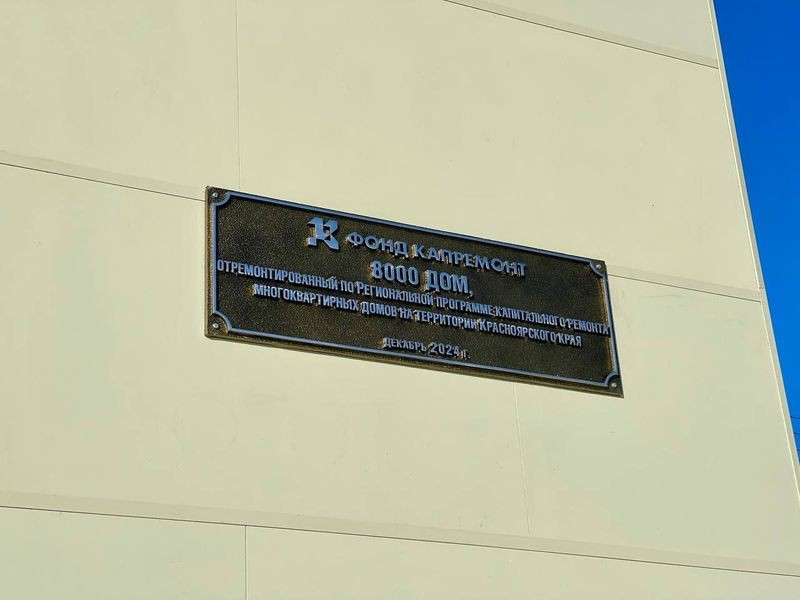 ФОНД КАПРЕМОНТ
8000 ДОМ,
ОТРЕМОНТИРОВАННЫЙ ПО РЕГИОНАЛЬНОЙ ПРОГРАММЕ КАПИТАЛЬНОГО РЕМОНТА
МНОГОКВАРТИРНЫХ ДОМОВ НА ТЕРРИТОРИИ КРАСНОЯРСКОГО КРАЯ
ДЕКАБРЬ 2024 г.